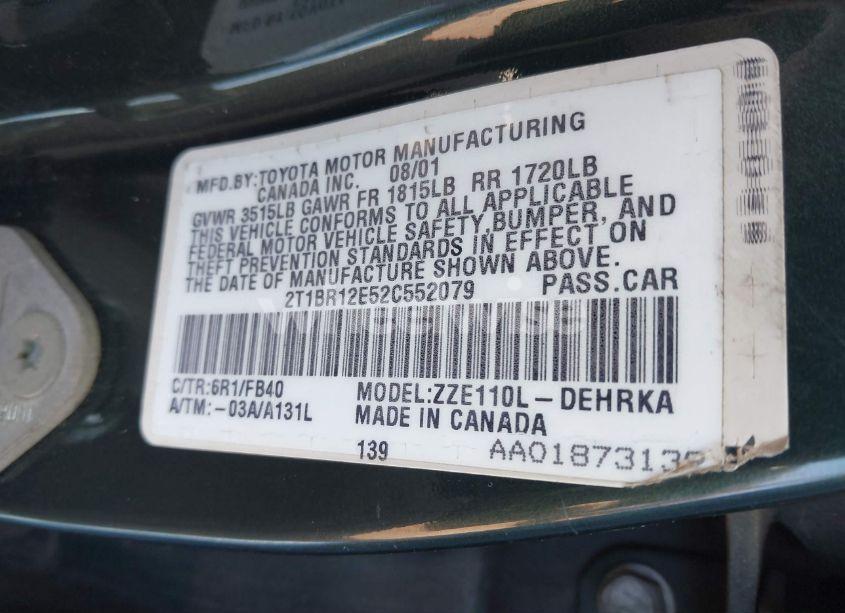 MFD.BY:TOYOTA MOTOR MANUFACTURING
CANADA INC. 08/01
GVWR 3515LB GAWR FR 1815LB RR 1720LB
THIS VEHICLE CONFORMS TO ALL APPLICABLE
FEDERAL MOTOR VEHICLE SAFETY,BUMPER, AND
THEFT PREVENTION STANDARDS IN EFFECT ON
THE DATE OF MANUFACTURE SHOWN ABOVE.
2T1BR12E52C552079 PASS.CAR
C/TR:6R1/FB40 MODEL:ZZE110L-DEHRKA
A/TM:-03A/A131L MADE IN CANADA
139 AA0187313